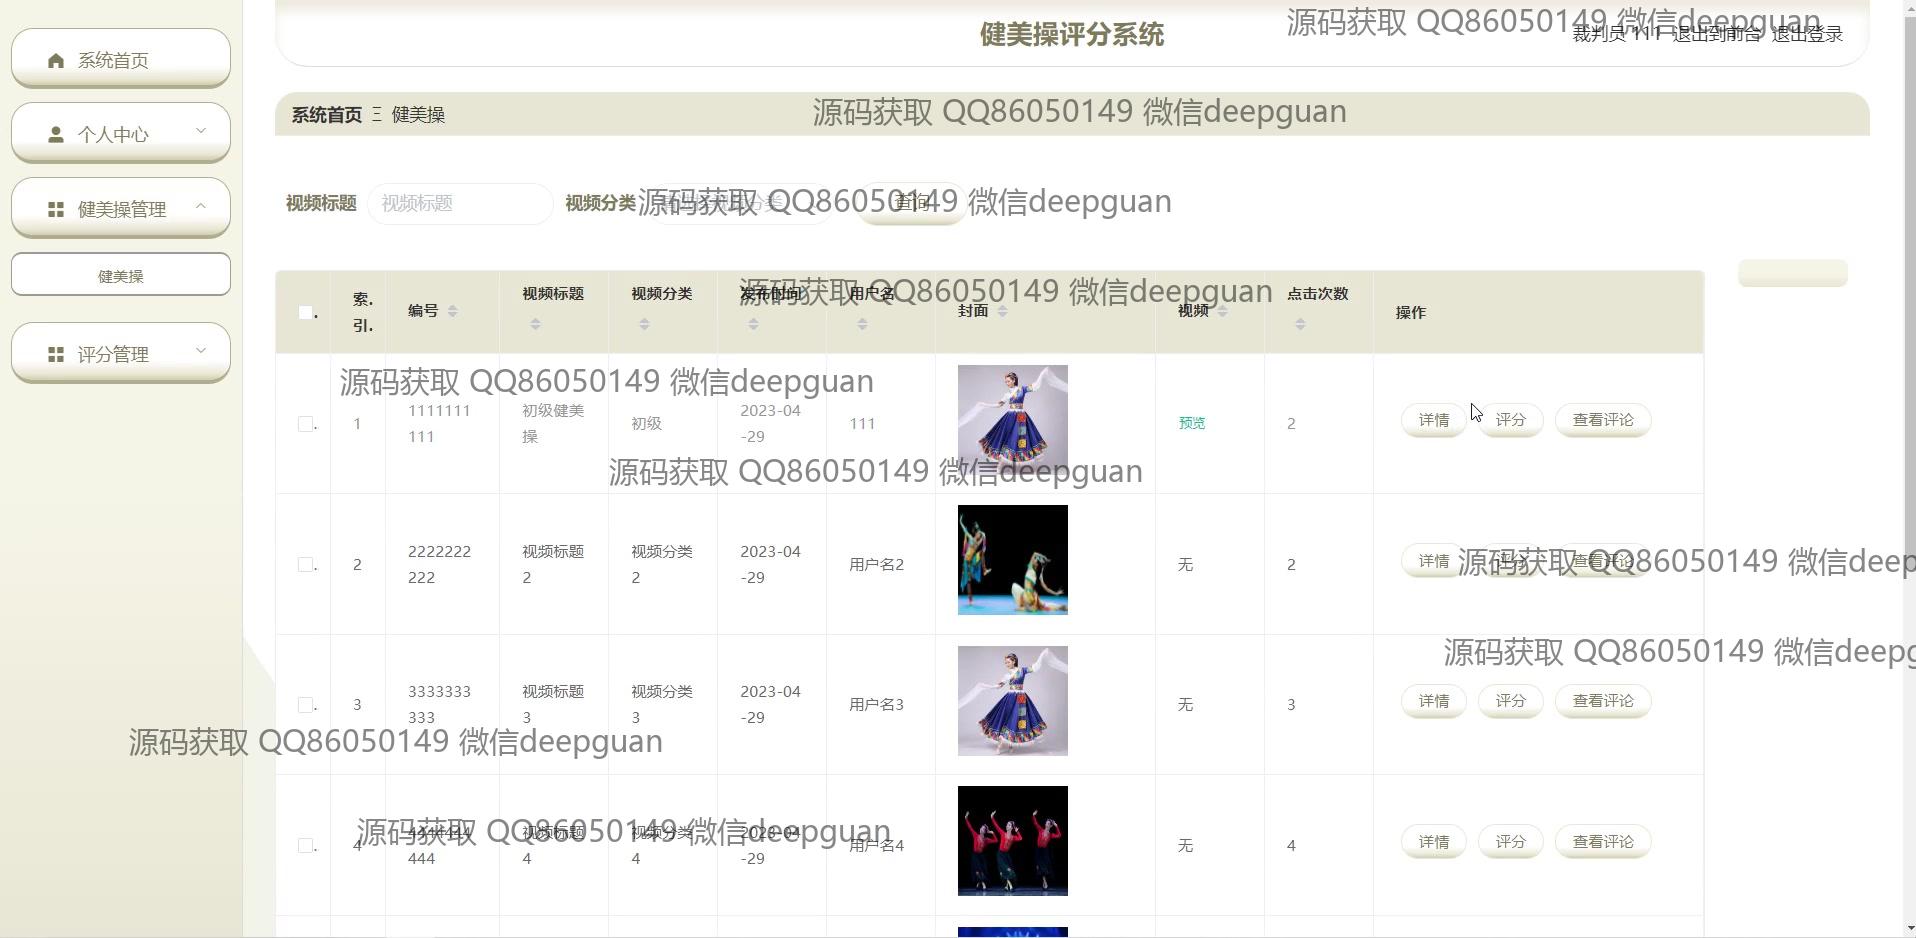 健美操评分系统
源码获取 QQ86050149 微信deepguan
裁判员 111 退出到前台 退出登录
系统首页
个人中心
健美操管理
健美操
评分管理
系统首页 Ξ 健美操
源码获取 QQ86050149 微信deepguan
视频标题 视频标题 视频分类 查询
源码获取 QQ86050149 微信deepguan
索. 引. 编号 视频标题 视频分类 发布时间 用户名 封面 视频 点击次数 操作
源码获取 QQ86050149 微信deepguan
源码获取 QQ86050149 微信deepguan
1 1111111 初级健美 初级 2023-04 111 预览 2 详情 评分 查看评论
111 操 -29
源码获取 QQ86050149 微信deepguan
2 2222222 视频标题 视频分类 2023-04 用户名2 无 2 详情 评分 查看评论
222 2 2 -29
源码获取 QQ86050149 微信deep
源码获取 QQ86050149 微信deep
3 3333333 视频标题 视频分类 2023-04 用户名3 无 3 详情 评分 查看评论
333 3 3 -29
源码获取 QQ86050149 微信deepguan
4 4444444 视频标题 视频分类 2023-04 用户名4 无 4 详情 评分 查看评论
444 4 4 -29
源码获取 QQ86050149 微信deepguan